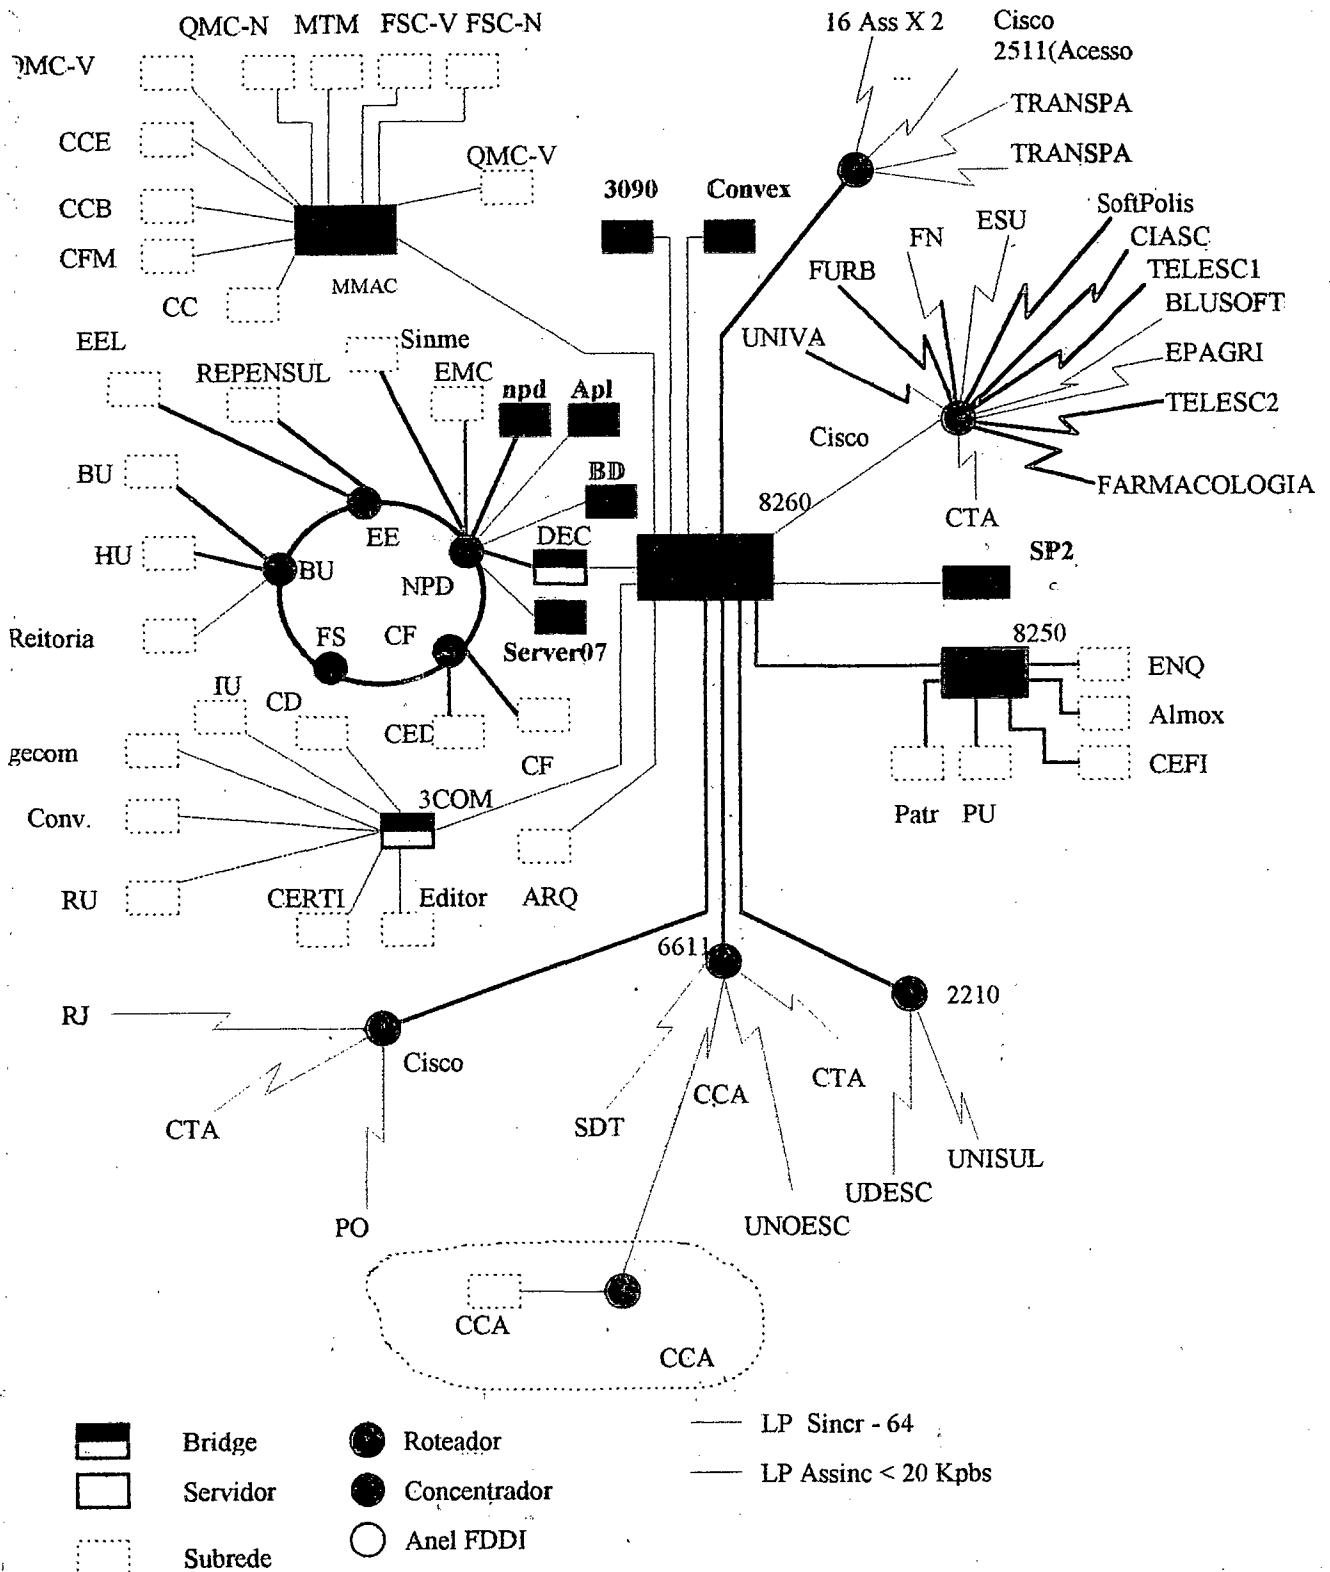 QMC-N MTM FSC-V FSC-N
QMC-V
CCE
CCB
CFM
CC
QMC-V
MMAC
3090
Convex
16 Ass X 2
...
Cisco
2511(Acesso
TRANSPA
TRANSPA
SoftPolis
CIASC
TELESC1
BLUSOFT
EPAGRI
TELESC2
FARMACOLOGIA
ESU
FN
FURB
UNIVA
Cisco
CTA
EEL
REPENSUL
Sinme
EMC
npd
Apl
BD
BU
HU
Reitoria
EE
BU
NPD
FS
CF
DEC
Server07
8260
SP2
8250
ENQ
Almox
CEFI
Patr
PU
IU
CD
CED
CF
gecom
Conv.
RU
3COM
CERTI
Editor
ARQ
6611
2210
RJ
Cisco
CTA
PO
SDT
CCA
CTA
UNOESC
UDESC
UNISUL
CCA
CCA
Bridge
Servidor
Subrede
Roteador
Concentrador
Anel FDDI
LP Sincr - 64
LP Assinc < 20 Kpbs